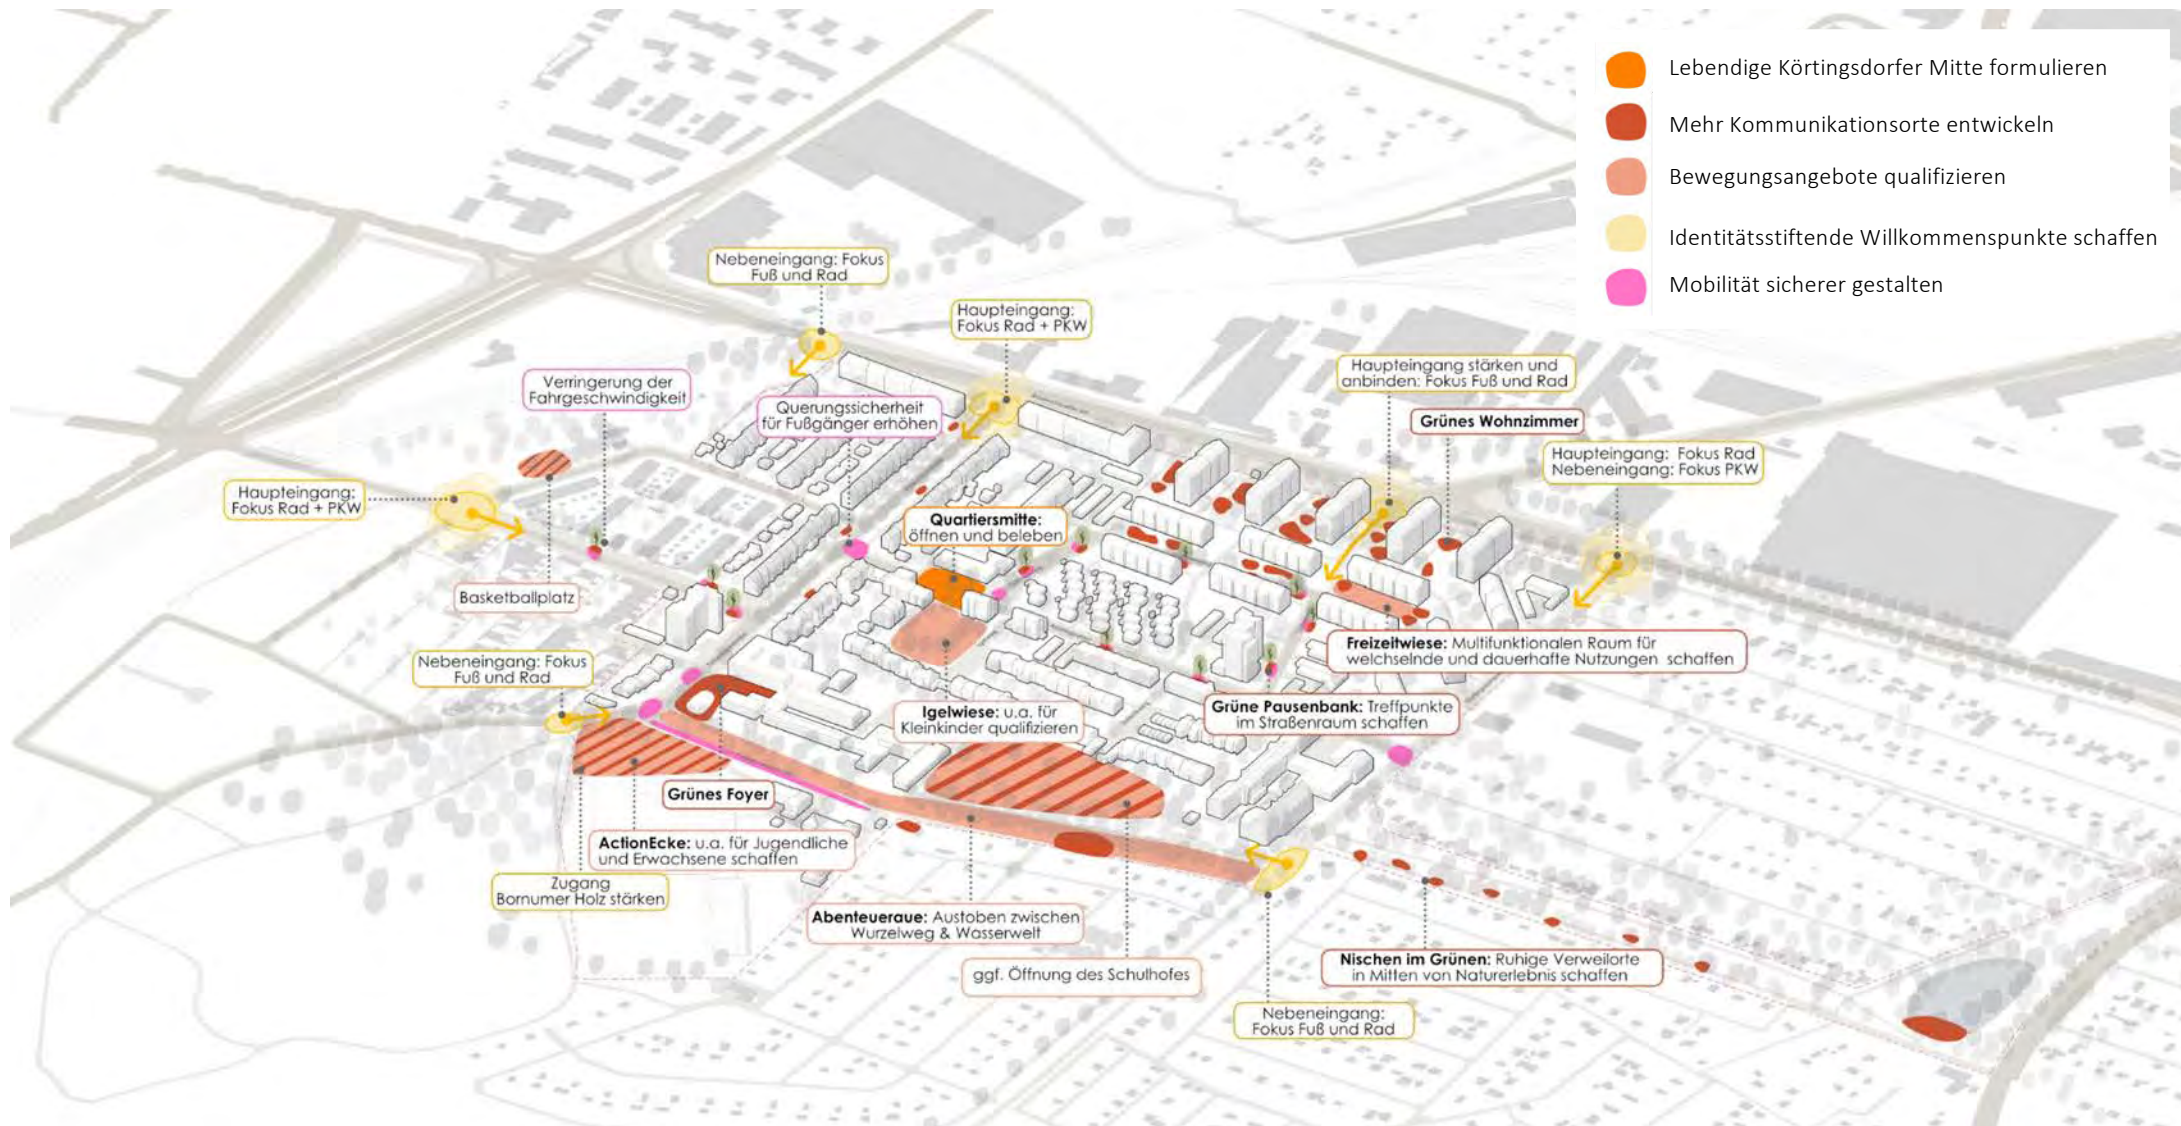 Lebendige Körtingsdorfer Mitte formulieren
Mehr Kommunikationsorte entwickeln
Bewegungsangebote qualifizieren
Identitätsstiftende Willkommenspunkte schaffen
Mobilität sicherer gestalten
Nebeneingang: Fokus
Fuß und Rad
Haupteingang:
Fokus Rad + PKW
Haupteingang stärken und
anbinden: Fokus Fuß und Rad
Verringerung der
Fahrgeschwindigkeit
Querungssicherheit
für Fußgänger erhöhen
Grünes Wohnzimmer
Haupteingang: Fokus Rad
Nebeneingang: Fokus PKW
Haupteingang:
Fokus Rad + PKW
Quartiersmitte:
öffnen und beleben
Basketballplatz
Nebeneingang: Fokus
Fuß und Rad
Freizeitwiese: Multifunktionalen Raum für
welchselnde und dauerhafte Nutzungen schaffen
Igelwiese: u.a. für
Kleinkinder qualifizieren
Grüne Pausenbank: Treffpunkte
im Straßenraum schaffen
Grünes Foyer
ActionEcke: u.a. für Jugendliche
und Erwachsene schaffen
Zugang
Bornumer Holz stärken
Abenteueraue: Austoben zwischen
Wurzelweg & Wasserwelt
ggf. Öffnung des Schulhofes
Nischen im Grünen: Ruhige Verweilorte
in Mitten von Naturerlebnis schaffen
Nebeneingang:
Fokus Fuß und Rad